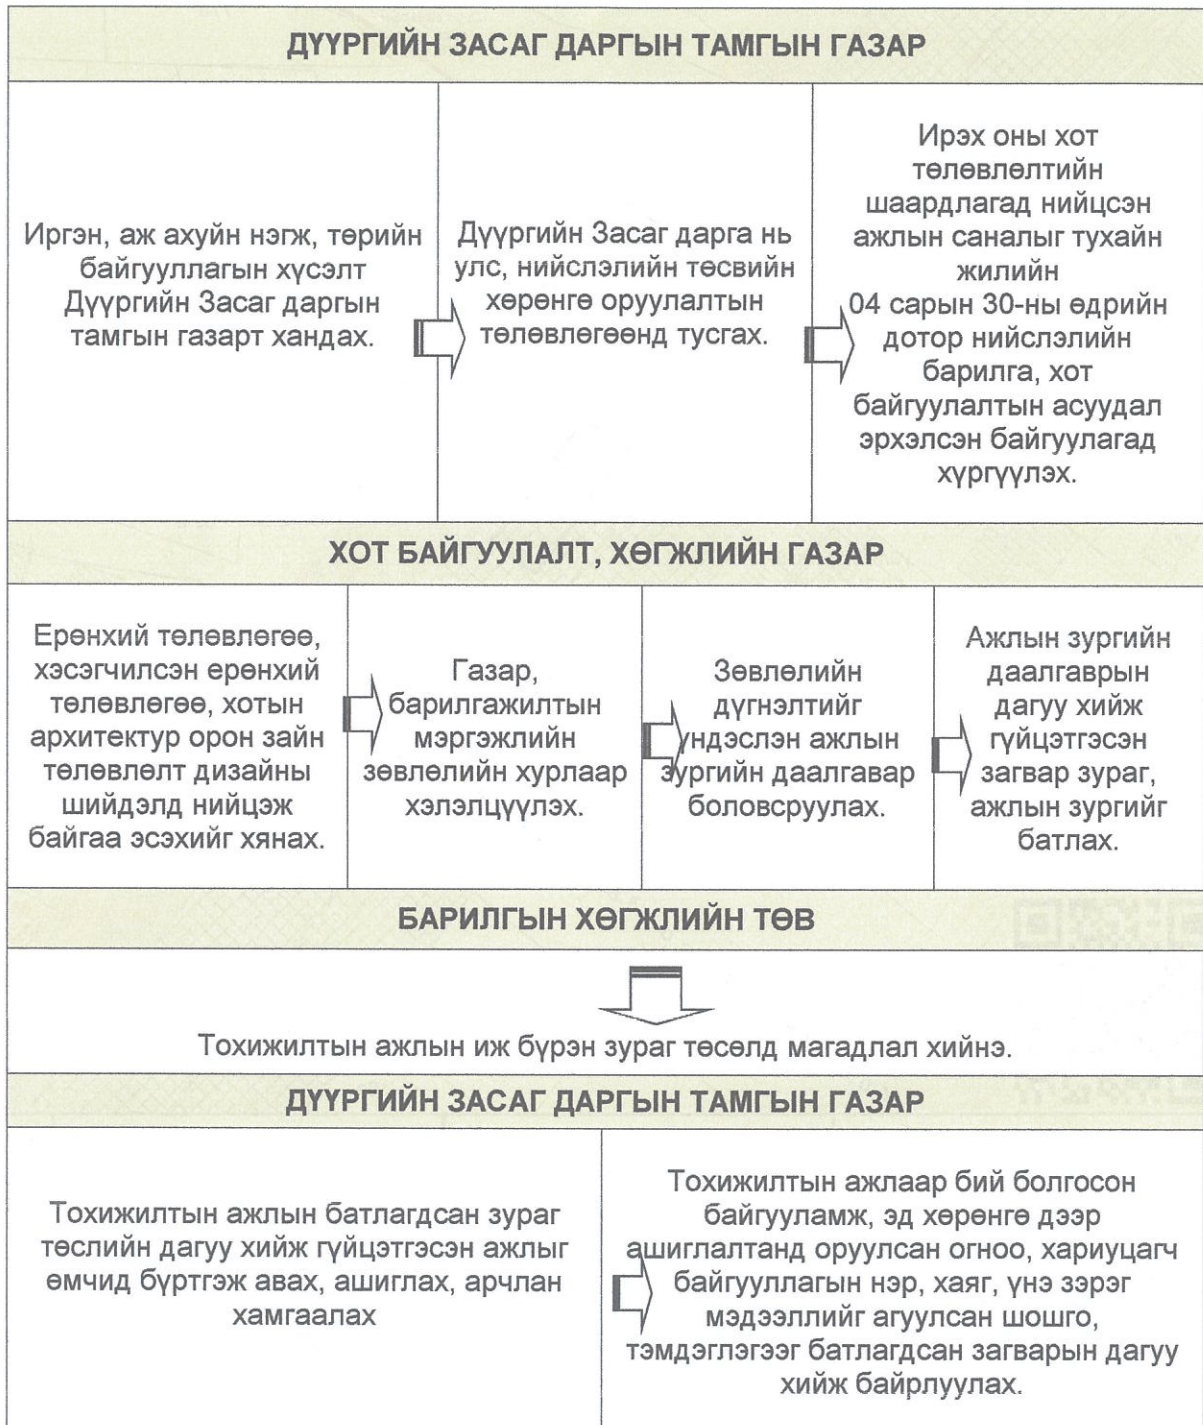 ДҮҮРГИЙН ЗАСАГ ДАРГЫН ТАМГЫН ГАЗАР
Иргэн, аж ахуйн нэгж, төрийн
байгууллагын хүсэлт
Дүүргийн Засаг даргын
тамгын газарт хандах.
Дүүргийн Засаг дарга нь
улс, нийслэлийн төсвийн
хөрөнгө оруулалтын
төлөвлөгөөнд тусгах.
Ирэх оны хот
төлөвлөлтийн
шаардлагад нийцсэн
ажлын саналыг тухайн
жилийн
04 сарын 30-ны өдрийн
дотор нийслэлийн
барилга, хот
байгуулалтын асуудал
эрхэлсэн байгуулагад
хүргүүлэх.
ХОТ БАЙГУУЛАЛТ, ХӨГЖЛИЙН ГАЗАР
Ерөнхий төлөвлөгөө,
хэсэгчилсэн ерөнхий
төлөвлөгөө, хотын
архитектур орон зайн
төлөвлөлт дизайны
шийдэлд нийцэж
байгаа эсэхийг хянах.
Газар,
барилгажилтын
мэргэжлийн
зөвлөлийн хурлаар
хэлэлцүүлэх.
Зөвлөлийн
дүгнэлтийг
үндэслэн ажлын
зургийн даалгавар
боловсруулах.
Ажлын зургийн
даалгаврын
дагуу хийж
гүйцэтгэсэн
загвар зураг,
ажлын зургийг
батлах.
БАРИЛГЫН ХӨГЖЛИЙН ТӨВ
Тохижилтын ажлын иж бүрэн зураг төсөлд магадлал хийнэ.
ДҮҮРГИЙН ЗАСАГ ДАРГЫН ТАМГЫН ГАЗАР
Тохижилтын ажлын батлагдсан зураг
төслийн дагуу хийж гүйцэтгэсэн ажлыг
өмчид бүртгэж авах, ашиглах, арчлан
хамгаалах
Тохижилтын ажлаар бий болгосон
байгууламж, эд хөрөнгө дээр
ашиглалтанд оруулсан огноо, хариуцагч
байгууллагын нэр, хаяг, үнэ зэрэг
мэдээллийг агуулсан шошго,
тэмдэглэгээг батлагдсан загварын дагуу
хийж байрлуулах.